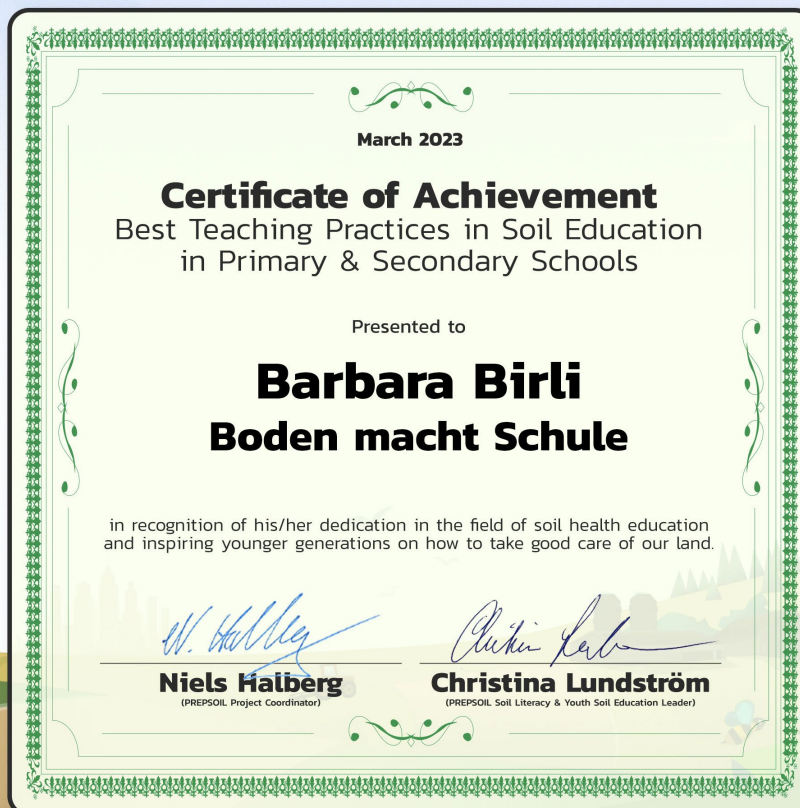 March 2023
Certificate of Achievement
Best Teaching Practices in Soil Education
in Primary & Secondary Schools
Presented to
Barbara Birli
Boden macht Schule
in recognition of his/her dedication in the field of soil health education
and inspiring younger generations on how to take good care of our land.
Niels Halberg
(PREPSOIL Project Coordinator)
Christina Lundström
(PREPSOIL Soil Literacy & Youth Soil Education Leader)